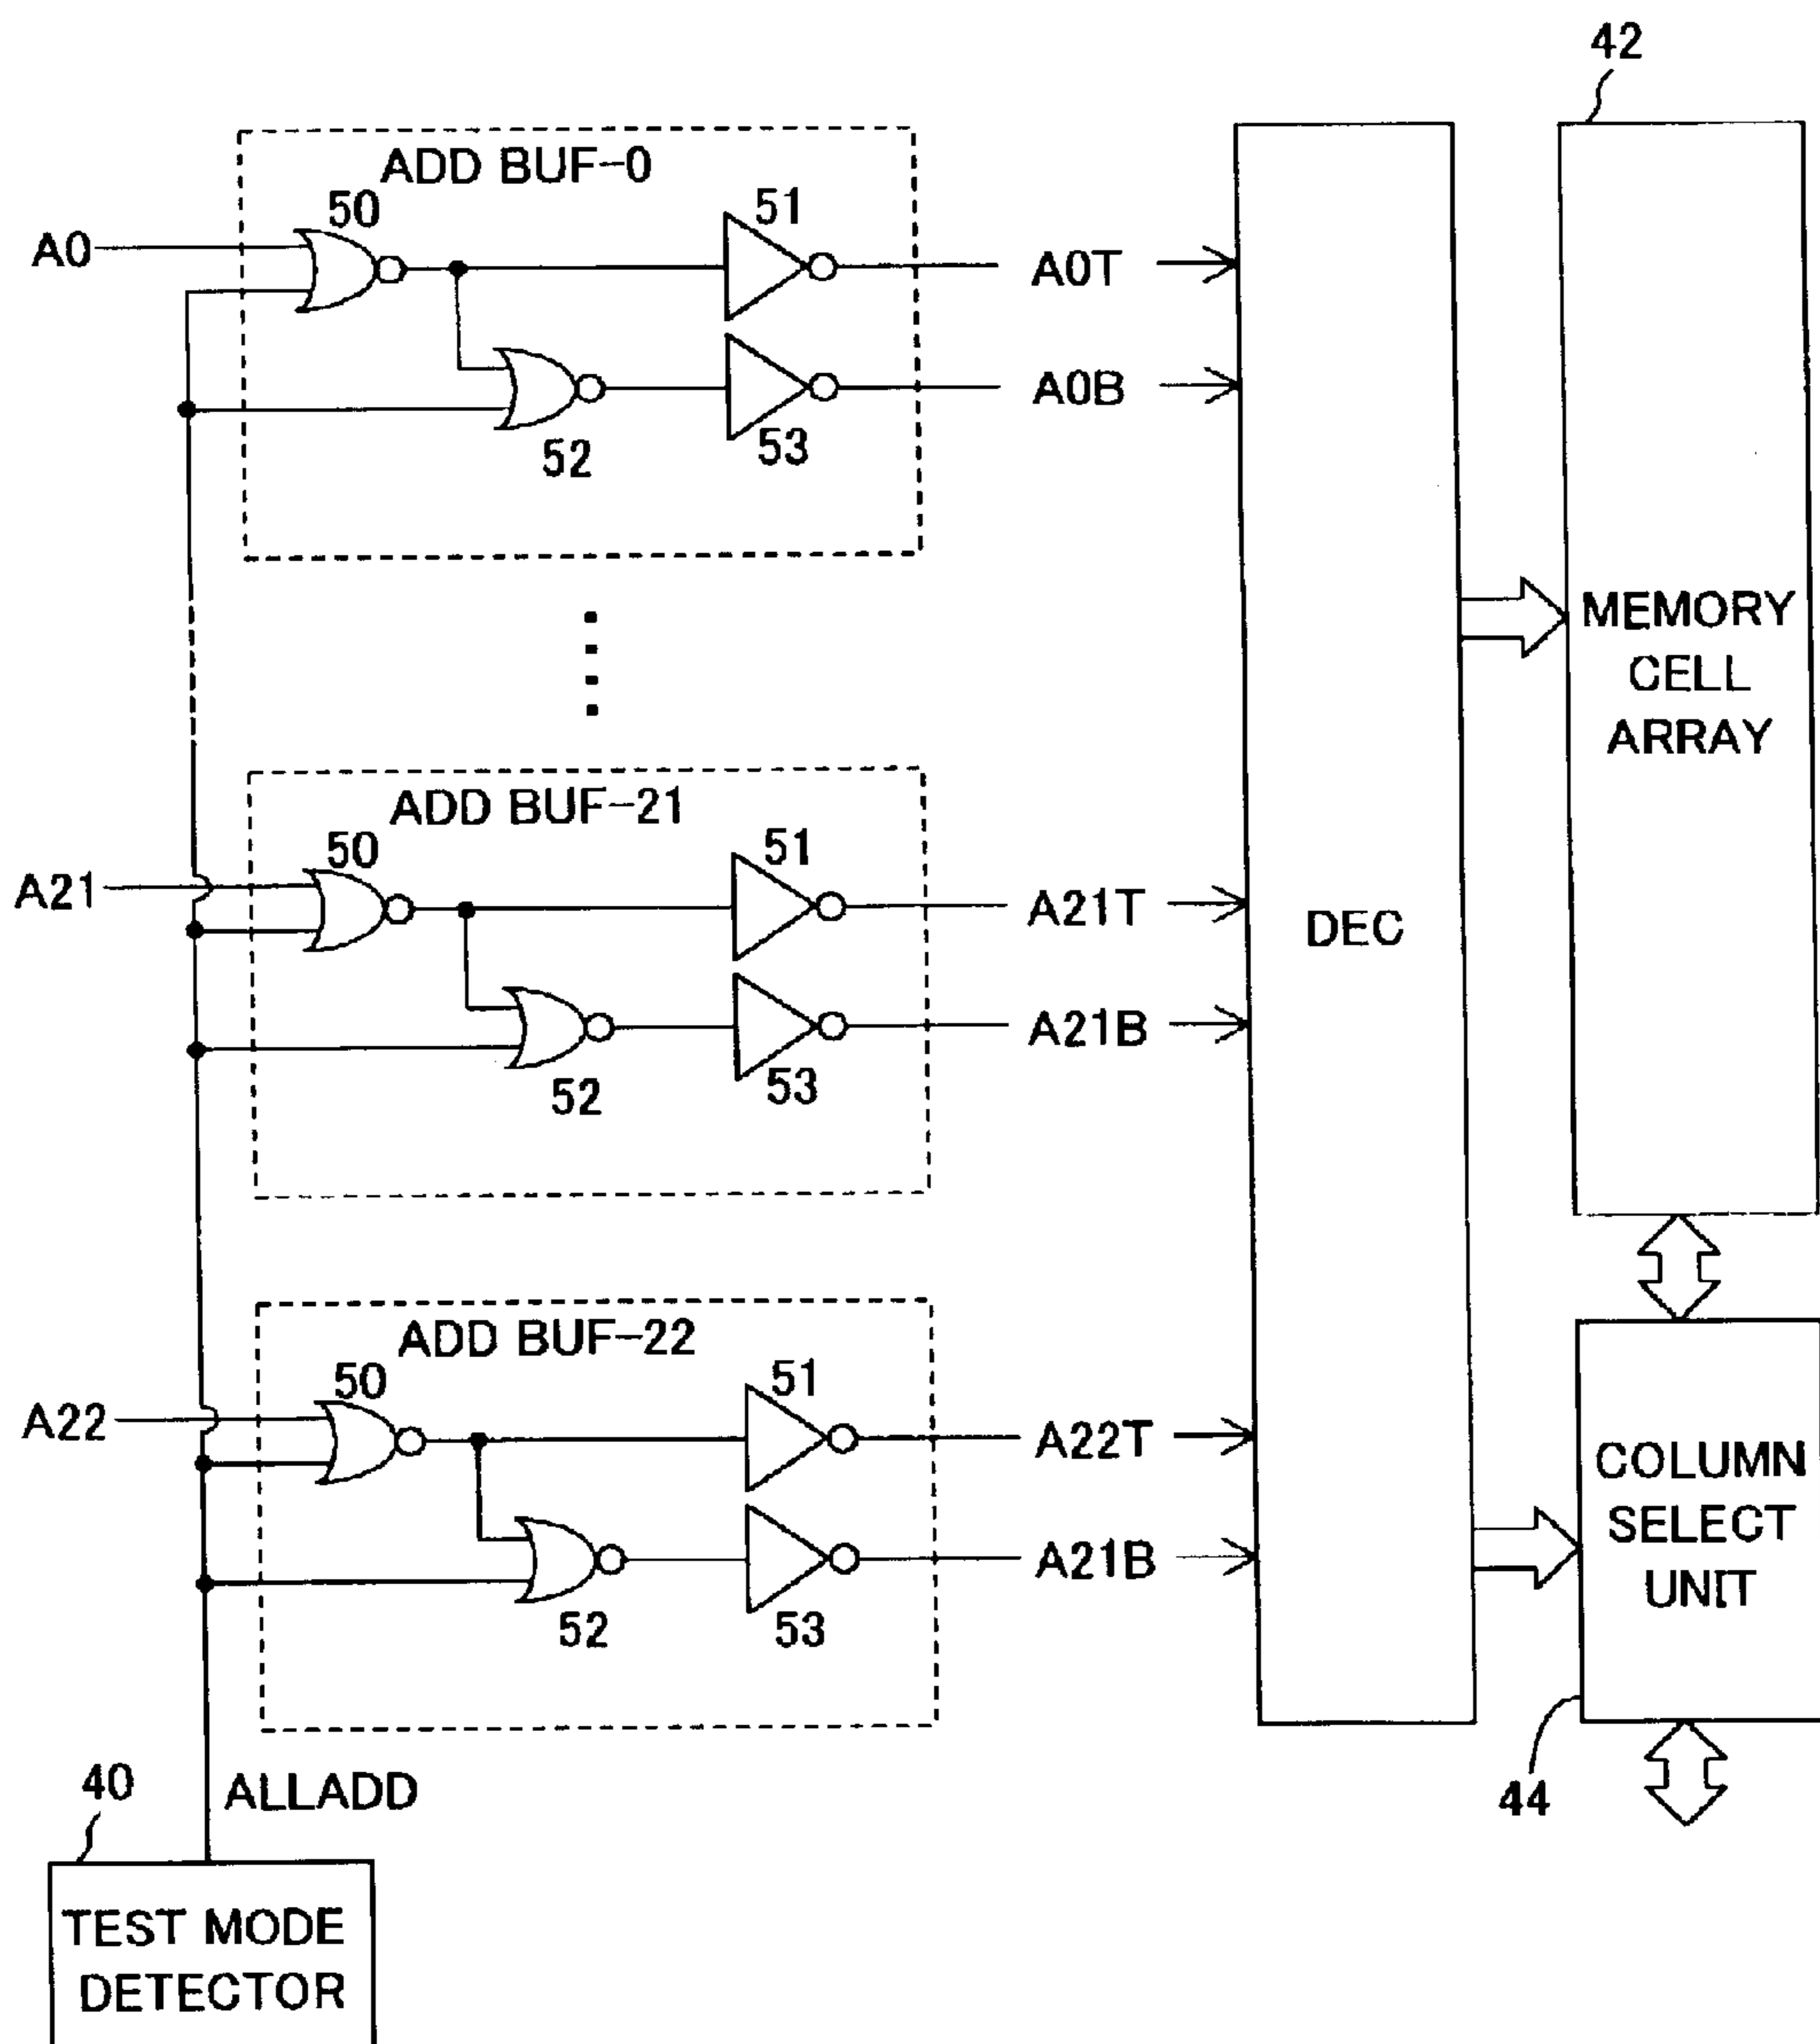 42
ADD BUF-0
50
51
A0
A0T
A0B
52
53
MEMORY
CELL
ARRAY
ADD BUF-21
50
51
A21
A21T
DEC
A21B
52
53
ADD BUF-22
50
51
A22
A22T
COLUMN
SELECT
UNIT
A21B
52
53
40
ALLADD
44
TEST MODE
DETECTOR